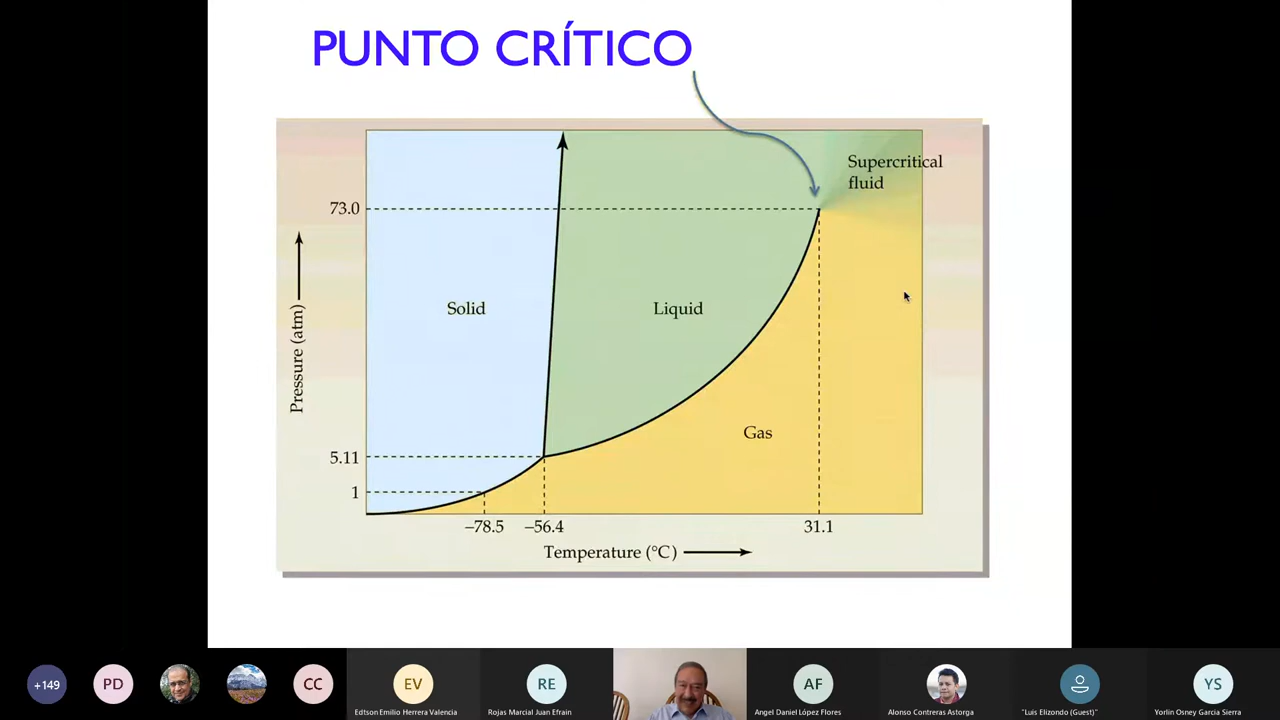 PUNTO CRÍTICO
Supercritical
fluid
73.0
Pressure (atm)
Solid
Liquid
Gas
5.11
1
–78.5
–56.4
31.1
Temperature (°C)
+149
PD
CC
EV
Edtson Emilio Herrera Valencia
RE
Rojas Marcial Juan Efrain
AF
Angel Daniel López Flores
Alonso Contreras Astorga
"Luis Elizondo (Guest)"
YS
Yorlin Osney Garcia Sierra